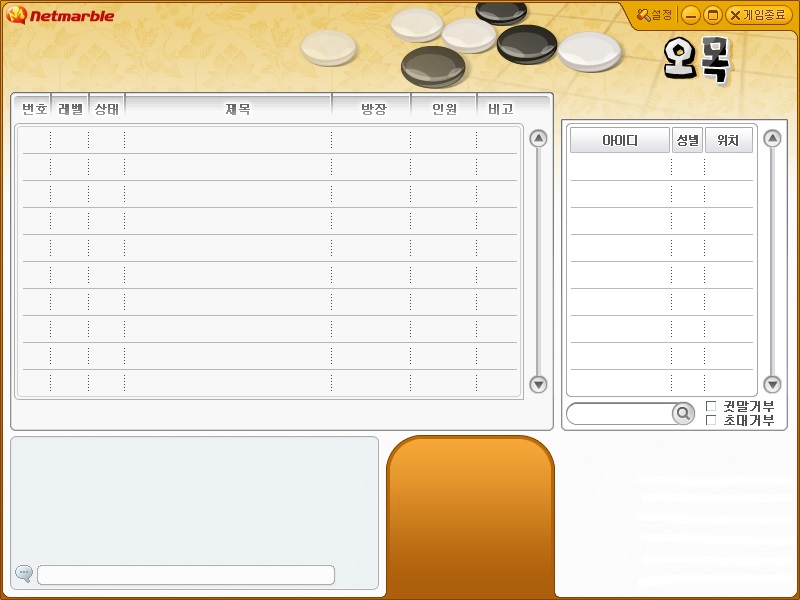 Netmarble
설정
게임종료
오목
번호 레벨 상태 제목 방장 인원 비고
아이디 성별 위치
귓말거부
초대거부